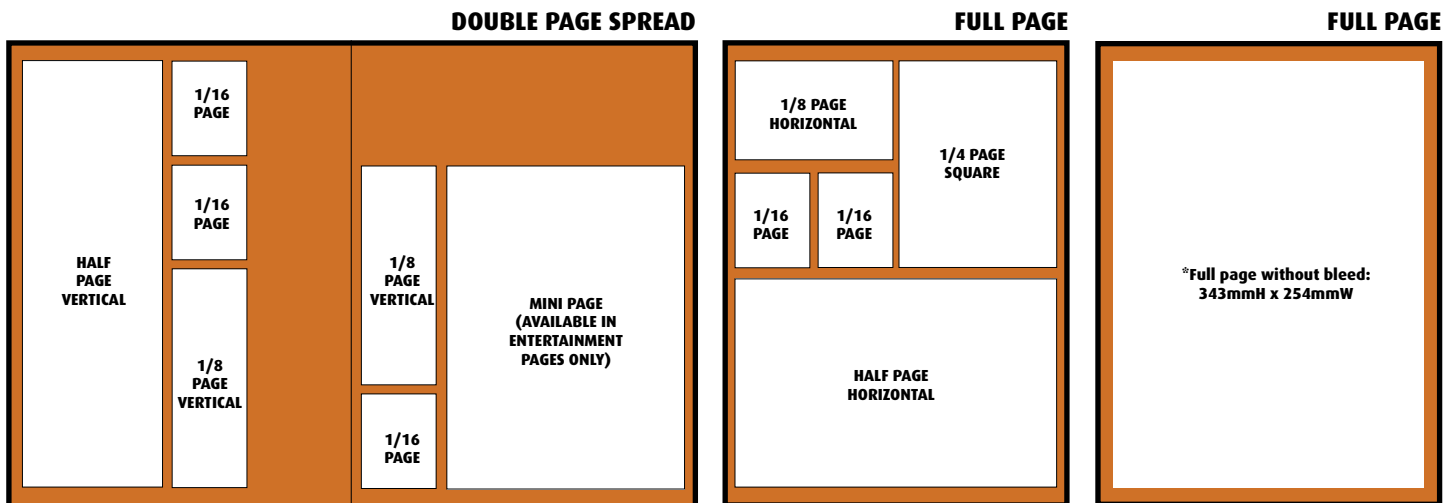 DOUBLE PAGE SPREAD
HALF
PAGE
VERTICAL
1/16
PAGE
1/16
PAGE
1/8
PAGE
VERTICAL
1/8
PAGE
VERTICAL
1/16
PAGE
MINI PAGE
(AVAILABLE IN
ENTERTAINMENT
PAGES ONLY)
FULL PAGE
1/8 PAGE
HORIZONTAL
1/4 PAGE
SQUARE
1/16
PAGE
1/16
PAGE
HALF PAGE
HORIZONTAL
FULL PAGE
*Full page without bleed:
343mmH x 254mmW